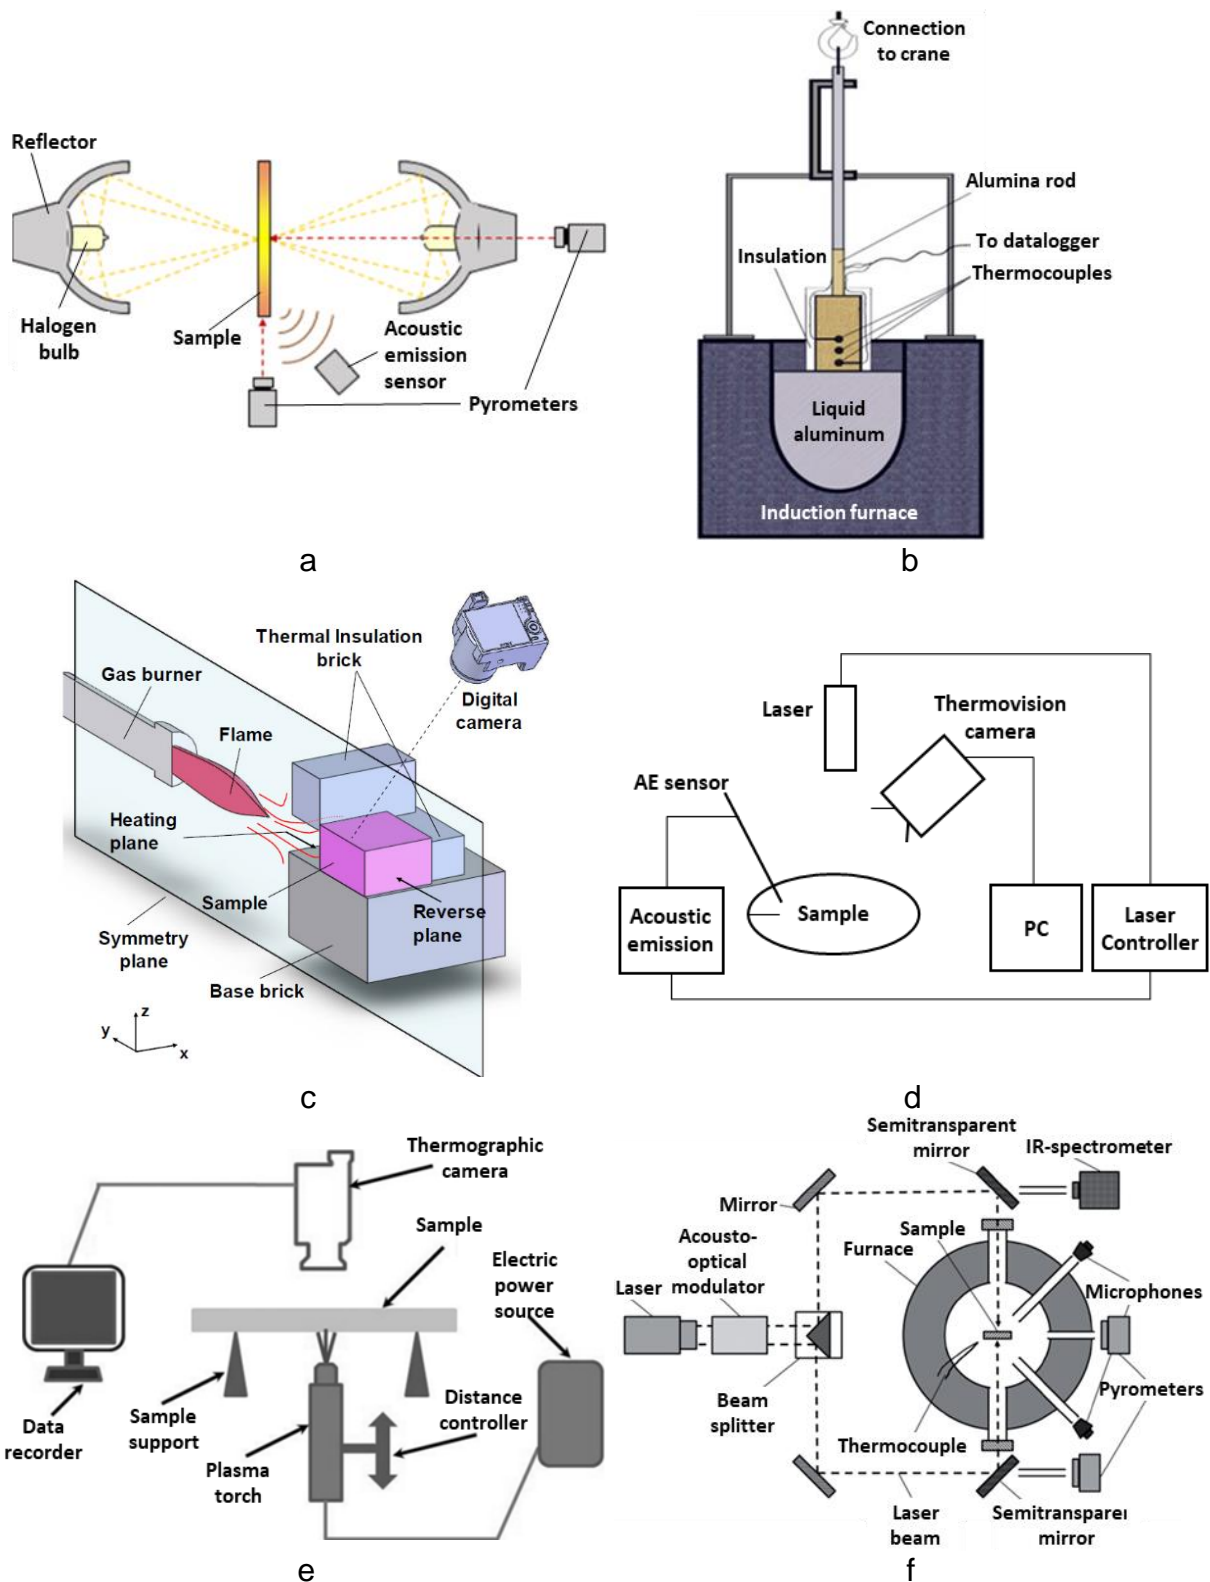 Reflector
Halogen
bulb
Sample
Acoustic
emission
sensor
Pyrometers
a
Connection
to crane
Alumina rod
To datalogger
Insulation
Thermocouples
Liquid
aluminum
Induction furnace
b
Thermal Insulation
brick
Gas burner
Flame
Digital
camera
Heating
plane
Sample
Reverse
plane
Symmetry
plane
Base brick
z
y
x
c
Laser
Thermovision
camera
AE sensor
Acoustic
emission
Sample
PC
Laser
Controller
d
Thermographic
camera
Sample
Electric
power
source
Data
recorder
Sample
support
Plasma
torch
Distance
controller
e
Semitransparent
mirror
IR-spectrometer
Mirror
Sample
Furnace
Acousto-
optical
modulator
Laser
Microphones
Beam
splitter
Pyrometers
Thermocouple
Laser
beam
Semitransparei
mirror
f